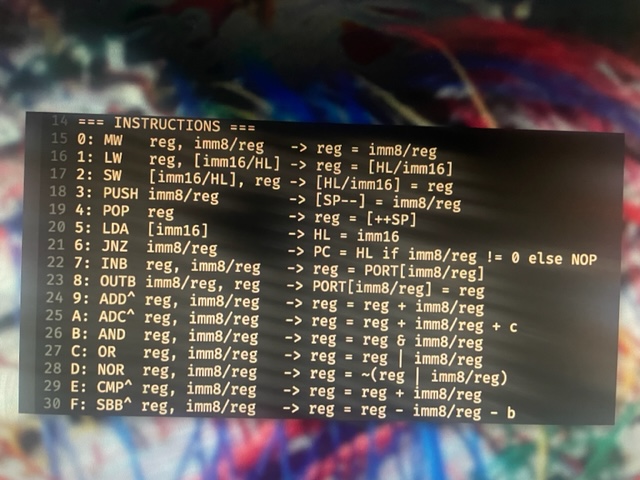 14 === INSTRUCTIONS ===
15 0: MW reg, imm8/reg -> reg = imm8/reg
16 1: LW reg, [imm16/HL] -> reg = [HL/imm16]
17 2: SW [imm16/HL], reg -> [HL/imm16] = reg
18 3: PUSH imm8/reg -> [SP--] = imm8/reg
19 4: POP reg -> reg = [++SP]
20 5: LDA [imm16] -> HL = imm16
21 6: JNZ imm8/reg -> PC = HL if imm8/reg != 0 else NOP
22 7: INB reg, imm8/reg -> reg = PORT[imm8/reg]
23 8: OUTB imm8/reg, reg -> PORT[imm8/reg] = reg
24 9: ADD^ reg, imm8/reg -> reg = reg + imm8/reg
25 A: ADC^ reg, imm8/reg -> reg = reg + imm8/reg + c
26 B: AND reg, imm8/reg -> reg = reg & imm8/reg
27 C: OR reg, imm8/reg -> reg = reg | imm8/reg
28 D: NOR reg, imm8/reg -> reg = ~(reg | imm8/reg)
29 E: CMP^ reg, imm8/reg -> reg = reg + imm8/reg
30 F: SBB^ reg, imm8/reg -> reg = reg - imm8/reg - b